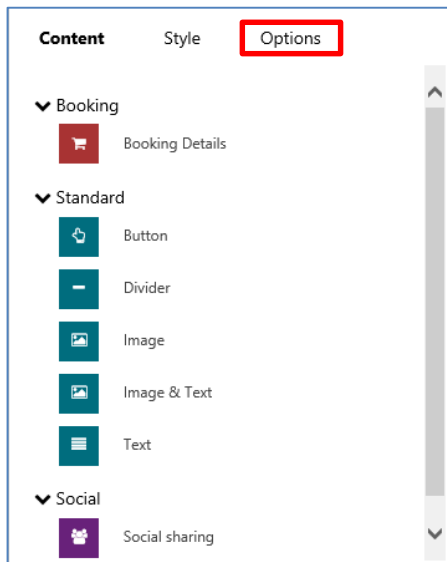 Content Style Options
Booking
Booking Details
Standard
Button
Divider
Image
Image & Text
Text
Social
Social sharing